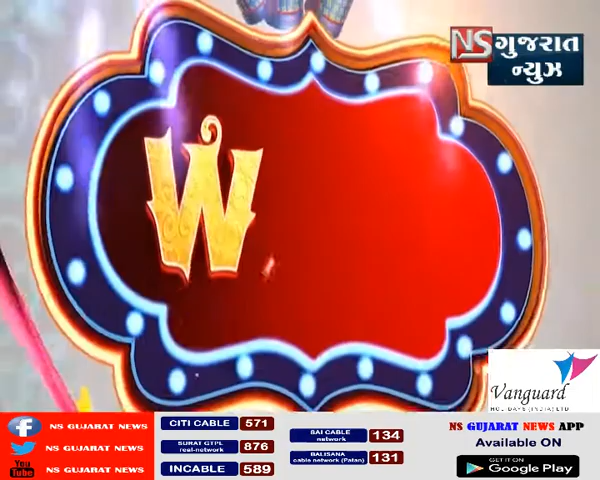 NS ગુજરાત
ન્યુઝ
W
Vanguard
HOLIDAYS (INDIA) LTD
NS GUJARAT NEWS
NS GUJARAT NEWS
You Tube NS GUJARAT NEWS
CITI CABLE 571
SURAT GTPL
real-network 876
INCABLE 589
SAI CABLE
network 134
BALISANA
cable network (Patan) 131
NS GUJARAT NEWS APP
Available ON
GET IT ON
Google Play